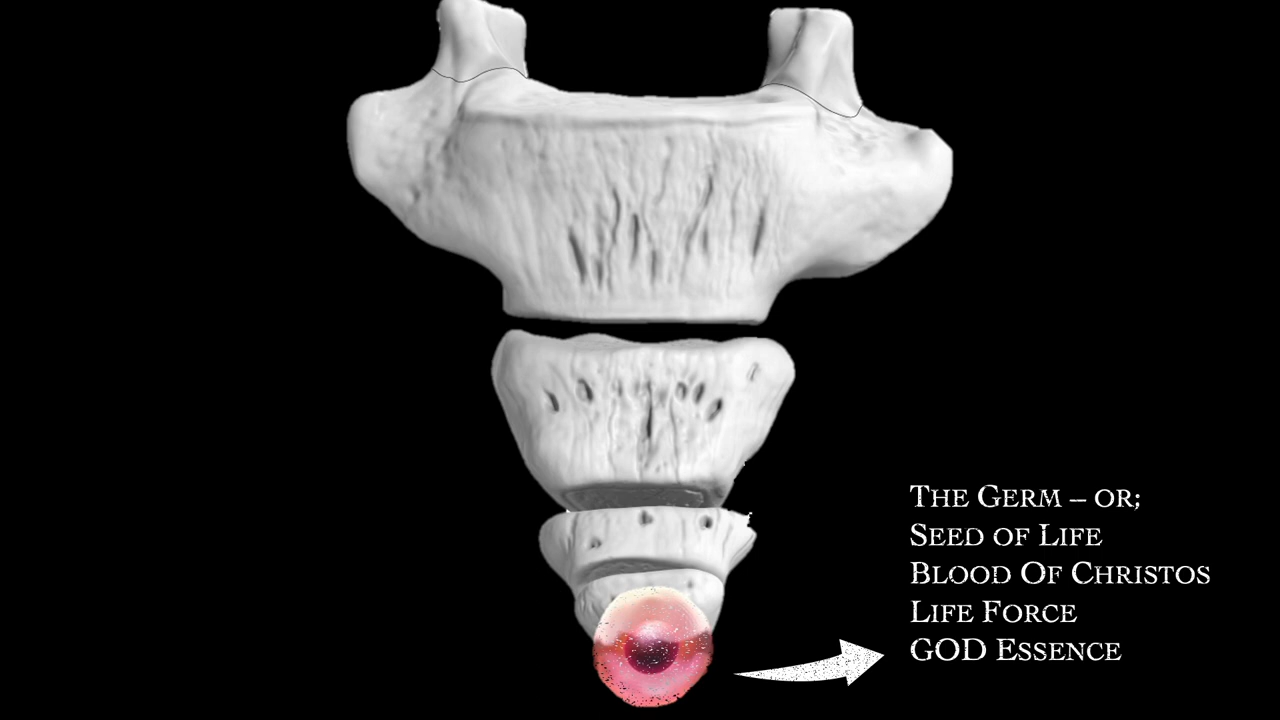 The Germ – or;
Seed of Life
Blood Of Christos
Life Force
GOD Essence